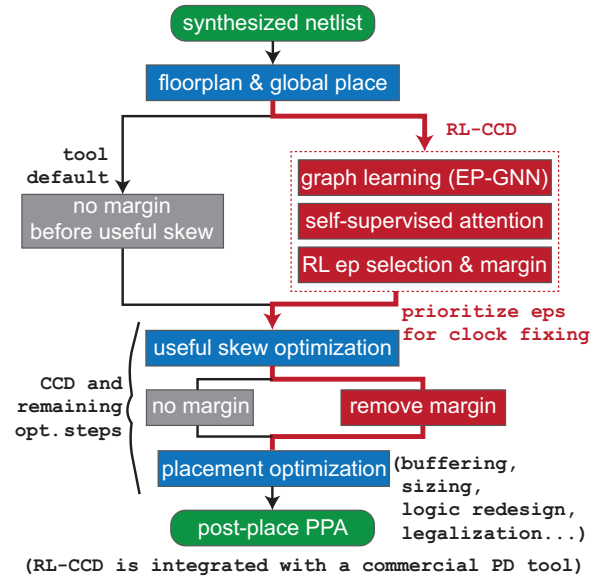 synthesized netlist
floorplan & global place
RL-CCD
tool
default
graph learning (EP-GNN)
self-supervised attention
RL ep selection & margin
no margin
before useful skew
prioritize eps
for clock fixing
useful skew optimization
CCD and
remaining
opt.steps
no margin
remove margin
placement optimization
(buffering,
sizing,
logic redesign,
legalization...)
post-place PPA
(RL-CCD is integrated with a commercial PD tool)